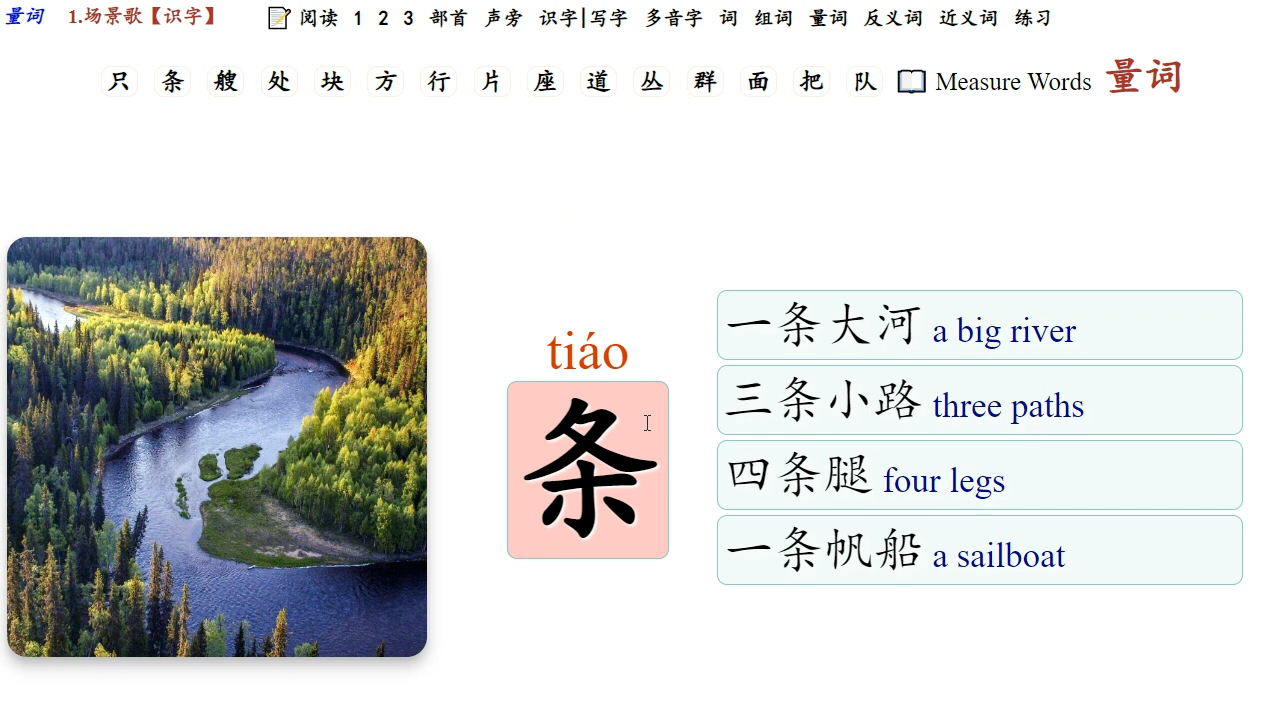 量词 1.场景歌【识字】 阅读 1 2 3 部首 声旁 识字|写字 多音字 词 组词 量词 反义词 近义词 练习
只 条 艘 处 块 方 行 片 座 道 丛 群 面 把 队 Measure Words 量词
tiáo
条
一条大河 a big river
三条小路 three paths
四条腿 four legs
一条帆船 a sailboat